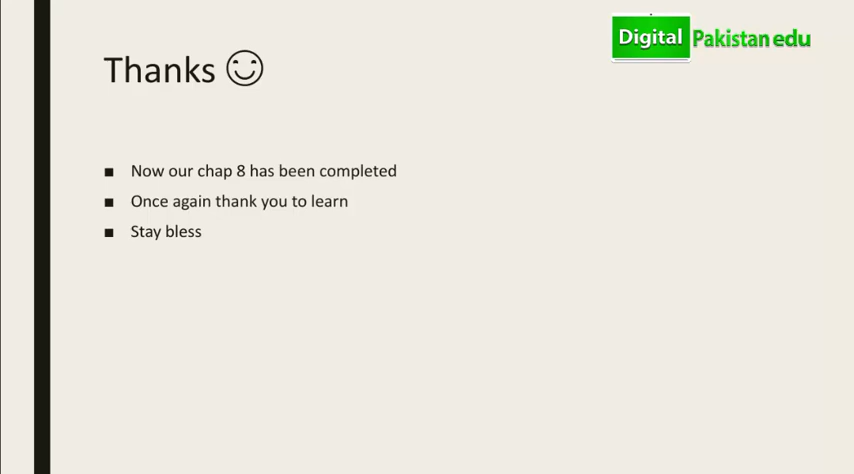 Digital Pakistan edu
Thanks ☺
Now our chap 8 has been completed
Once again thank you to learn
Stay bless